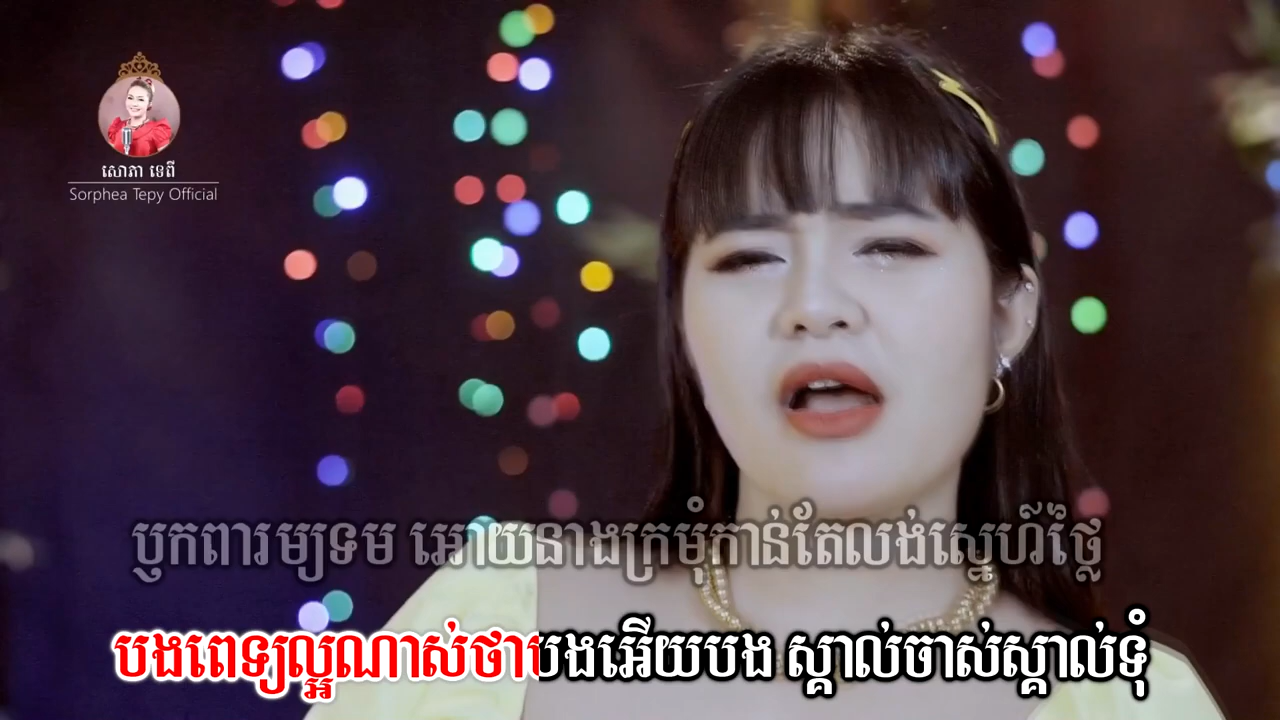 សោភា ទេពី
Sorphea Tepy Official
ប្ញកពារម្យទម អោយនាងក្រមុំកាន់តែលង់ស្នេហ៍ថ្លៃ
បងពេទ្យល្អណាស់ថាបងអើយបង ស្គាល់ចាស់ស្គាល់ទុំ